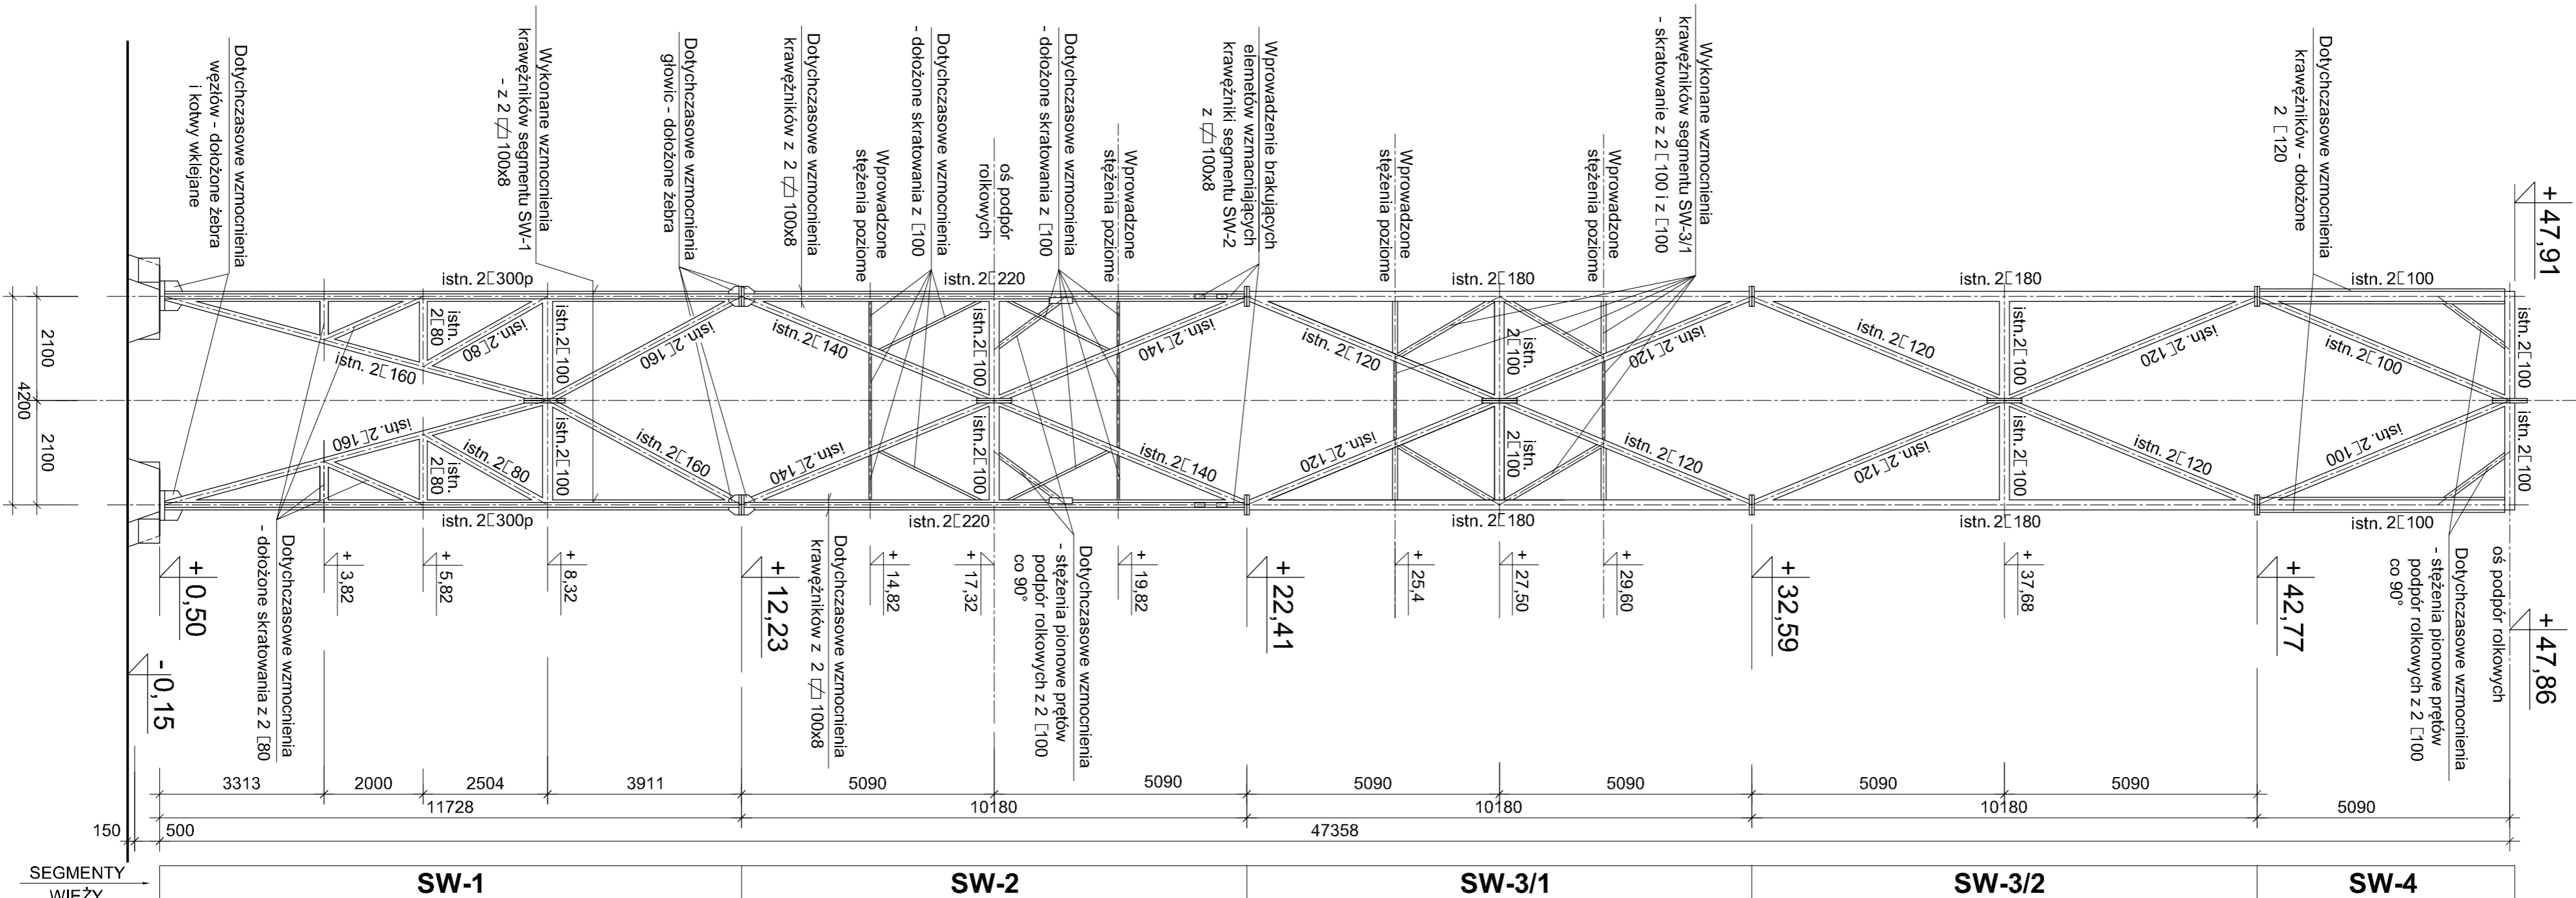 Dotychczasowe wzmocnienia
węzłów - dołożone żebra
i kotwy wklejane
Wykonane wzmocnienia
krawężników segmentu SW-1
- z 2 100x8
Dotychczasowe wzmocnienia
głowic - dołożone żebra
Dotychczasowe wzmocnienia
krawężników z 2 100x8
Wprowadzone
stężenia poziome
Dotychczasowe wzmocnienia
- dołożone skratowania z [100
oś podpór
rolkowych
Dotychczasowe wzmocnienia
- dołożone skratowania z [100
Wprowadzone
stężenia poziome
Wprowadzenie brakujących
elemetów wzmacniających
krawężniki segmentu SW-2
z 100x8
Wprowadzone
stężenia poziome
Wprowadzone
stężenia poziome
Wykonane wzmocnienia
krawężników segmentu SW-3/1
- skratowanie z 2 [100 i z [100
Dotychczasowe wzmocnienia
krawężników - dołożone
2 [120
+ 47,91
istn. 2[300p
istn. 2[220
istn. 2[180
istn. 2[180
istn. 2[100
istn. 2[160
istn. 2[80
istn. 2[80
istn. 2[100
istn. 2[160
istn. 2[140
istn. 2[100
istn. 2[140
istn. 2[120
istn. 2[100
istn. 2[120
istn. 2[120
istn. 2[100
istn. 2[120
istn. 2[100
istn. 2[100
istn. 2[160
istn. 2[80
istn. 2[80
istn. 2[100
istn. 2[160
istn. 2[140
istn. 2[100
istn. 2[140
istn. 2[120
istn. 2[100
istn. 2[120
istn. 2[120
istn. 2[100
istn. 2[120
istn. 2[100
istn. 2[100
istn. 2[300p
istn. 2[220
istn. 2[180
istn. 2[180
istn. 2[100
2100
2100
4200
- 0,15
+ 0,50
+ 3,82
+ 5,82
+ 8,32
+ 12,23
+ 14,82
+ 17,32
+ 19,82
+ 22,41
+ 25,4
+ 27,50
+ 29,60
+ 32,59
+ 37,68
+ 42,77
+ 47,86
Dotychczasowe wzmocnienia
- dołożone skratowania z 2 [80
Dotychczasowe wzmocnienia
krawężników z 2 100x8
Dotychczasowe wzmocnienia
- stężenia pionowe prętów
podpór rolkowych z 2 [100
co 90°
oś podpór rolkowych
Dotychczasowe wzmocnienia
- stężenia pionowe prętów
podpór rolkowych z 2 [100
co 90°
3313 2000 2504 3911 5090 5090 5090 5090 5090 5090
11728 10180 10180 10180 5090
150 500 47358
SEGMENTY
WIEŻY
SW-1 SW-2 SW-3/1 SW-3/2 SW-4